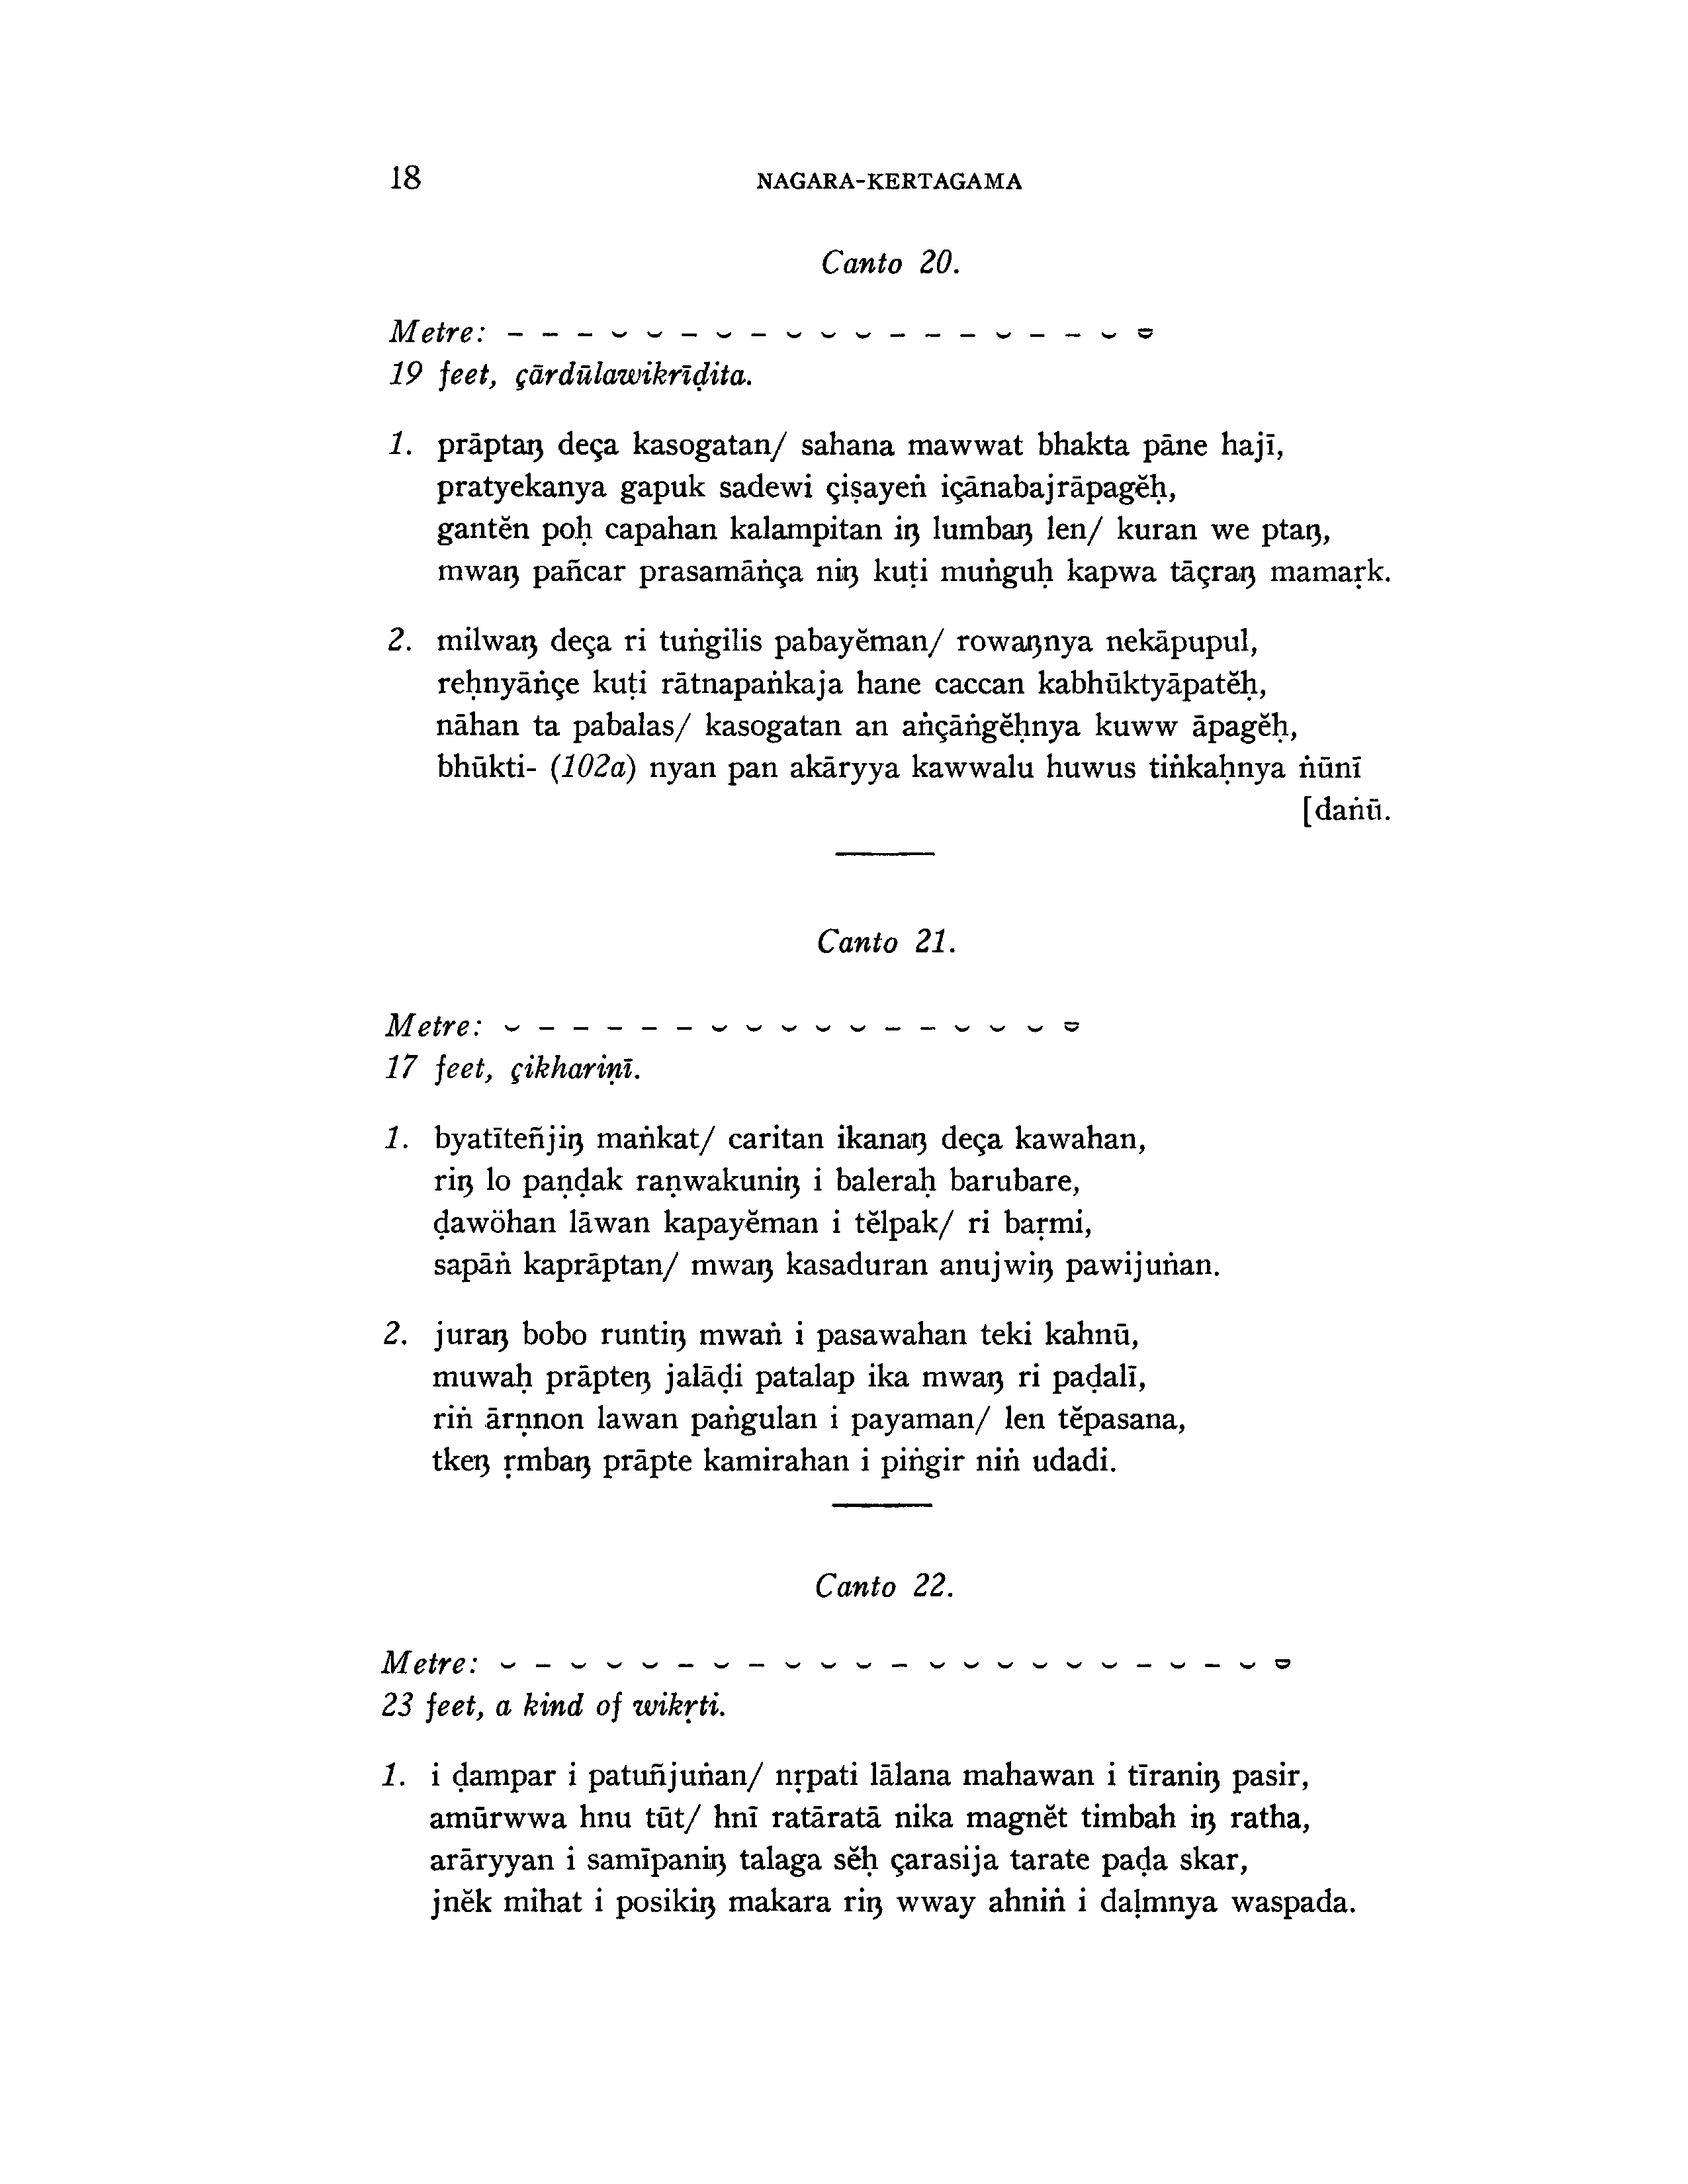 18 NAGARA-KERTAGAMA
Canto 20.
Metre: – – – ⏑ ⏑ – ⏑ – ⏑ ⏑ ⏑ – – – ⏑ – – ⏑ ⏓
19 feet, çārdūlawikrīḍita.
1. prāptaŋ deça kasogatan/ sahana mawwat bhakta pāne hajī,
pratyekanya gapuk sadewi çiṣayeṅ içānabajrāpagĕḥ,
gantĕn poḥ capahan kalampitan iŋ lumbaŋ len/ kuran we ptaŋ,
mwaŋ pañcar prasamāṅça niŋ kuṭi muṅguḥ kapwa tāçraŋ mamaṛk.
2. milwaŋ deça ri tuṅgilis pabayĕman/ rowaŋnya nekāpupul,
reḥnyāṅçe kuṭi rātnapaṅkaja hane caccan kabhūktyāpatĕḥ,
nāhan ta pabalas/ kasogatan an aṅçāṅgĕḥnya kuww āpagĕḥ,
bhūkti- (102a) nyan pan akāryya kawwalu huwus tiṅkaḥnya ṅūnī
[daṅū.
Canto 21.
Metre: ⏑ – – – – – ⏑ ⏑ ⏑ ⏑ ⏑ – – ⏑ ⏑ ⏑ ⏓
17 feet, çikhariṇī.
1. byatīteñjiŋ maṅkat/ caritan ikanaŋ deça kawahan,
riŋ lo paṇḍak raṇwakuniŋ i baleraḥ barubare,
ḍawöhan lāwan kapayĕman i tĕlpak/ ri baṛmi,
sapāṅ kaprāptan/ mwaŋ kasaduran anujwiŋ pawijuṅan.
2. juraŋ bobo runtiŋ mwaṅ i pasawahan teki kahnū,
muwaḥ prāpteŋ jalāḍi patalap ika mwaŋ ri paḍalī,
riṅ ārṇnon lawan paṅgulan i payaman/ len tĕpasana,
tkeŋ ṛmbaŋ prāpte kamirahan i piṅgir niṅ udadi.
Canto 22.
Metre: ⏑ – ⏑ ⏑ ⏑ – ⏑ – ⏑ ⏑ ⏑ – ⏑ ⏑ ⏑ ⏑ ⏑ ⏑ – ⏑ – ⏑ ⏓
23 feet, a kind of wikṛti.
1. i ḍampar i patuñjuṅan/ nṛpati lālana mahawan i tīraniŋ pasir,
amūrwwa hnu tūt/ hnī ratāratā nika magnĕt timbah iŋ ratha,
arāryyan i samīpaniŋ talaga sĕḥ çarasija tarate paḍa skar,
jnĕk mihat i posikiŋ makara riŋ wway ahniṅ i daḷmnya waspada.